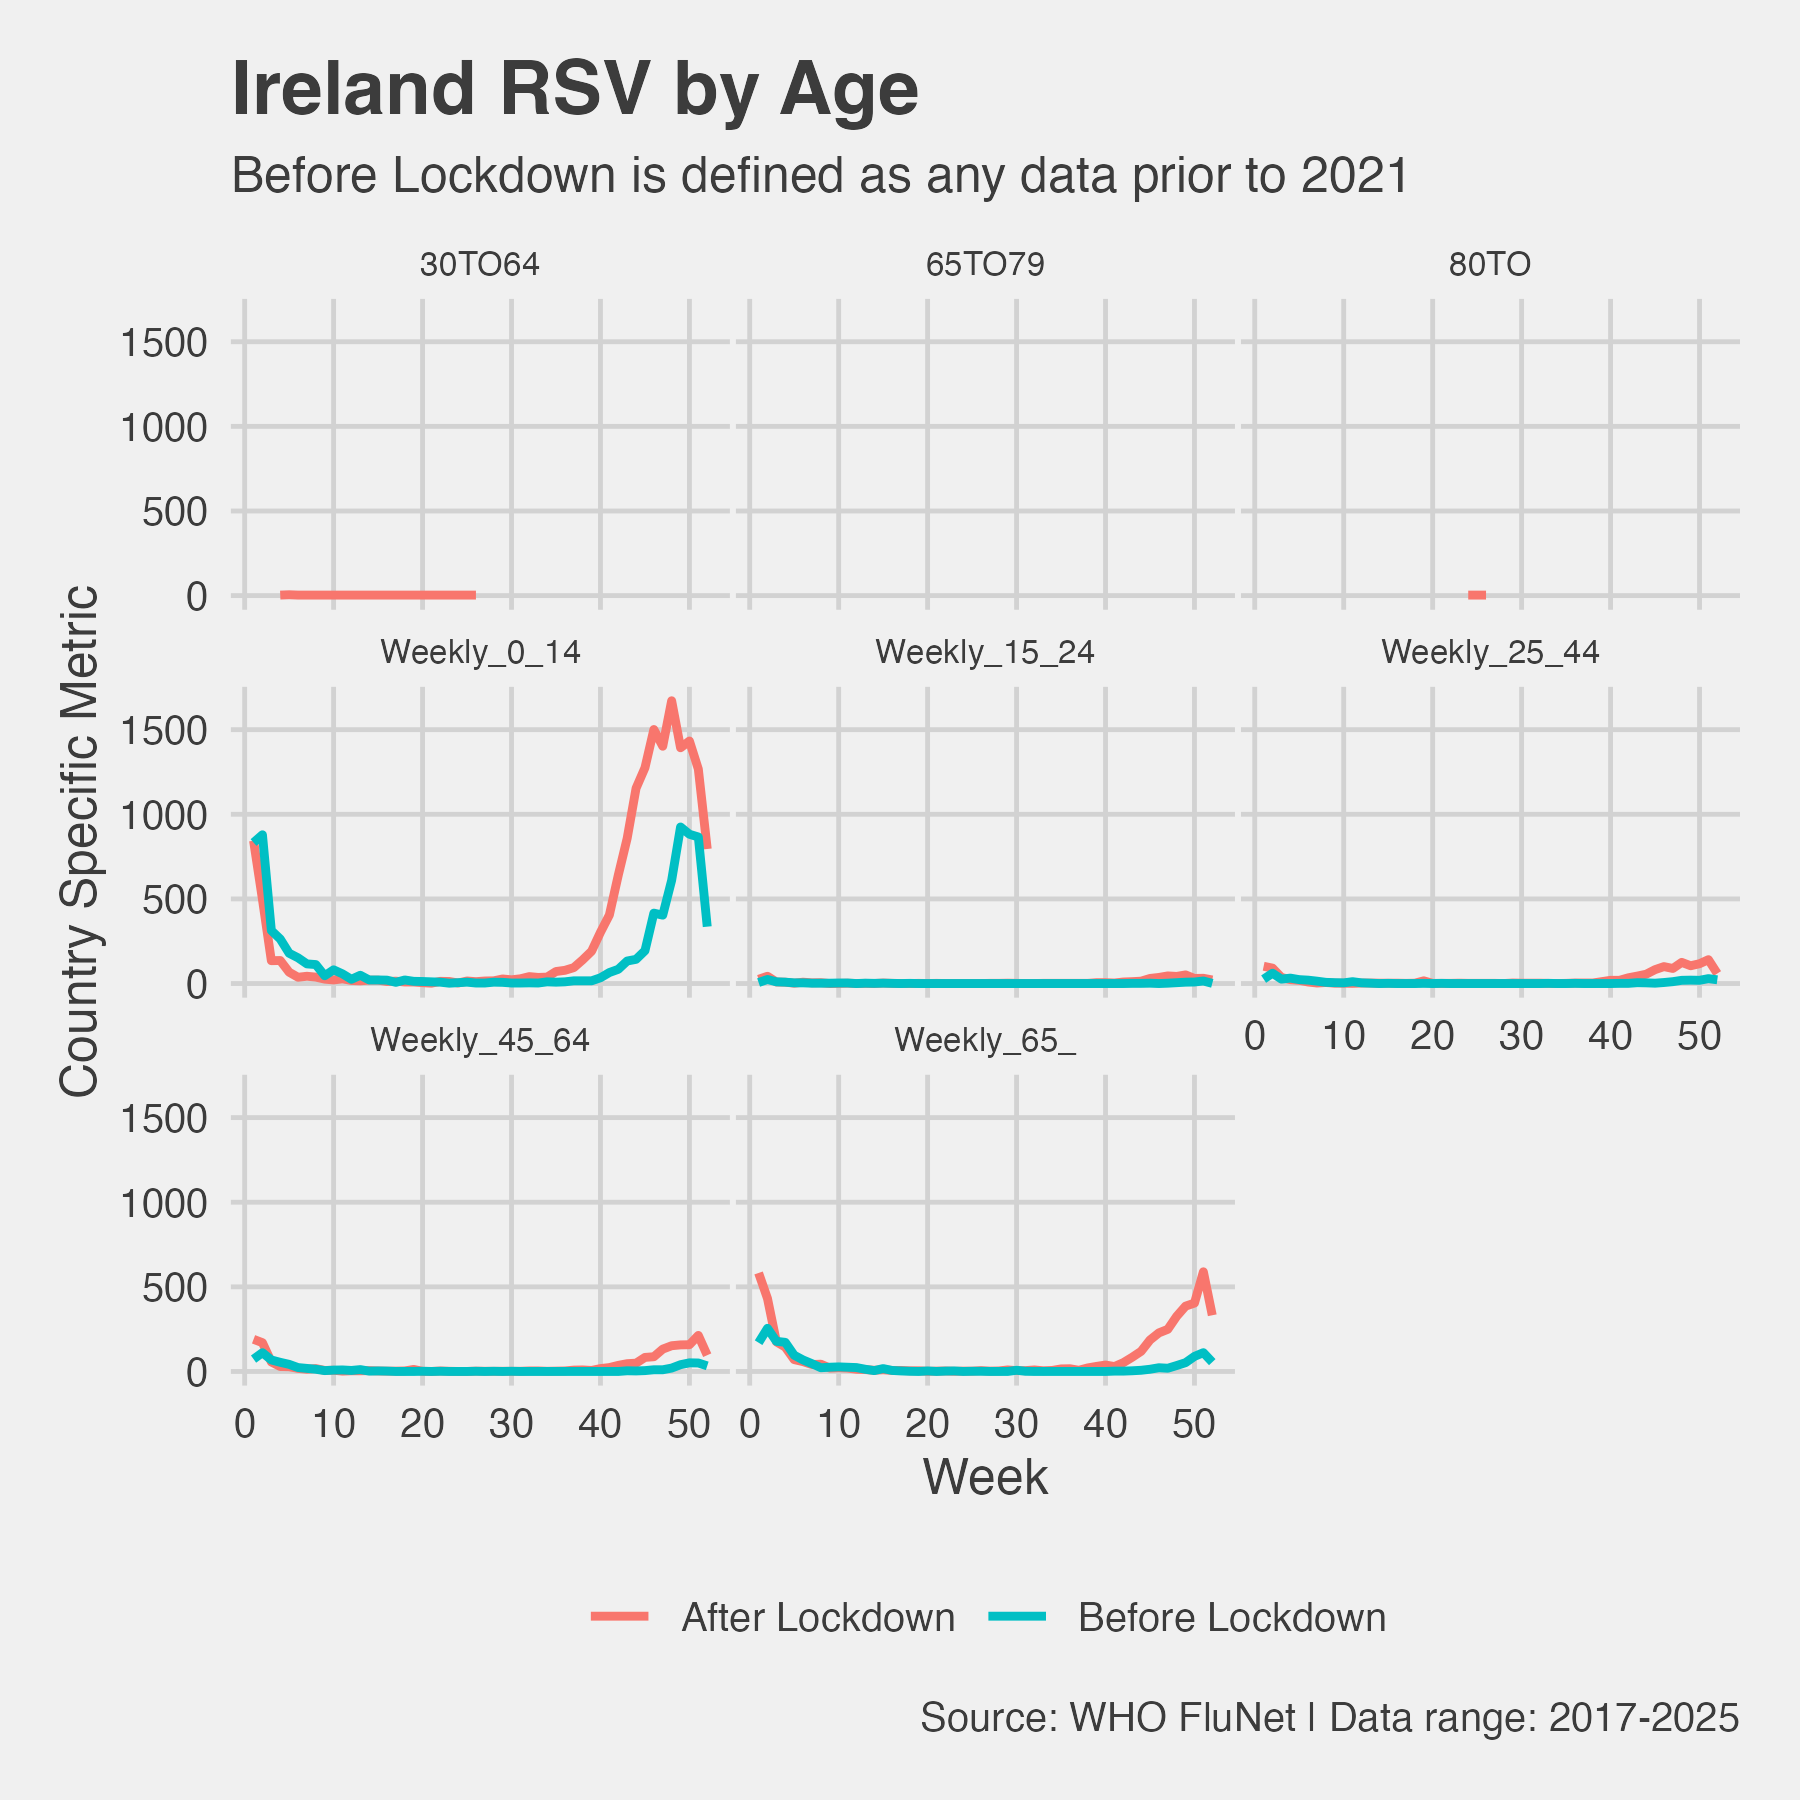 Ireland RSV by Age
Before Lockdown is defined as any data prior to 2021
30TO64 65TO79 80TO
1500
1000
500
0
Country Specific Metric
Weekly_0_14 Weekly_15_24 Weekly_25_44
1500
1000
500
0
0 10 20 30 40 50
Weekly_45_64 Weekly_65_
1500
1000
500
0
0 10 20 30 40 50 0 10 20 30 40 50
Week
After Lockdown Before Lockdown
Source: WHO FluNet | Data range: 2017-2025